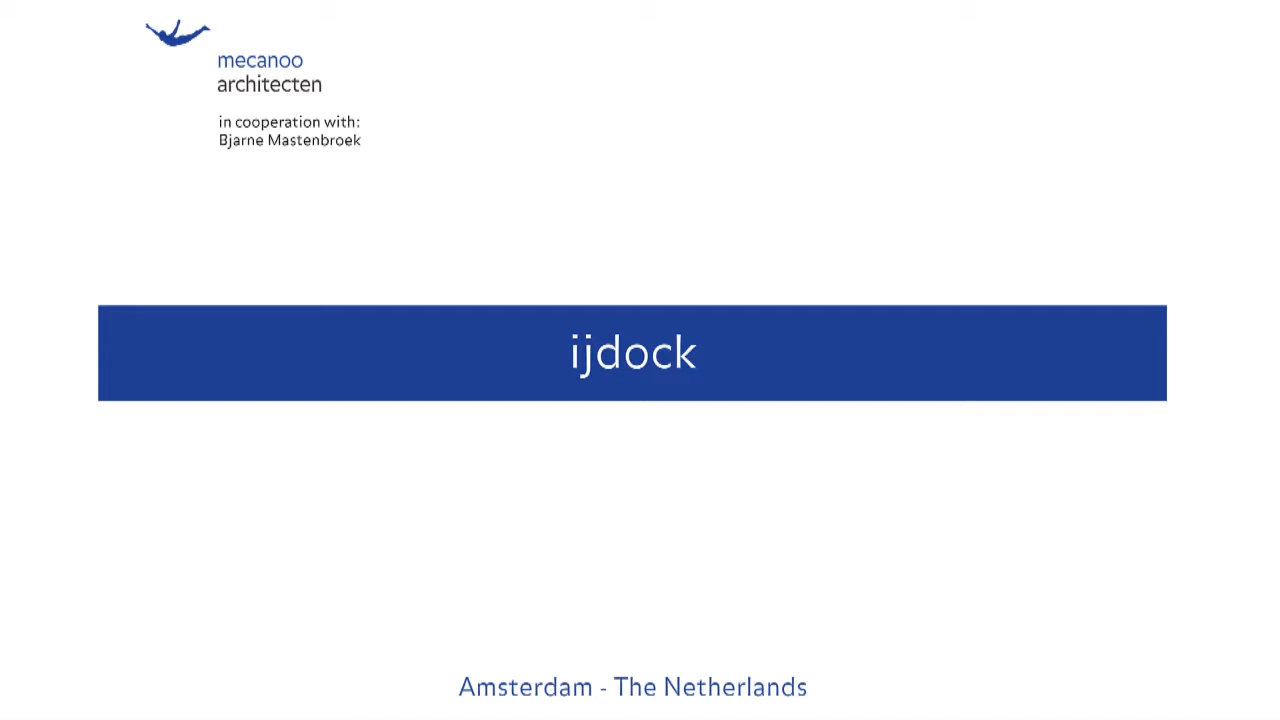 mecanoo
architecten
in cooperation with:
Bjarne Mastenbroek
ijdock
Amsterdam - The Netherlands